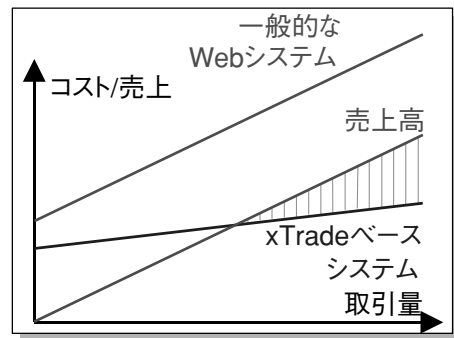 一般的な
Webシステム
コスト/売上
売上高
xTradeベース
システム
取引量